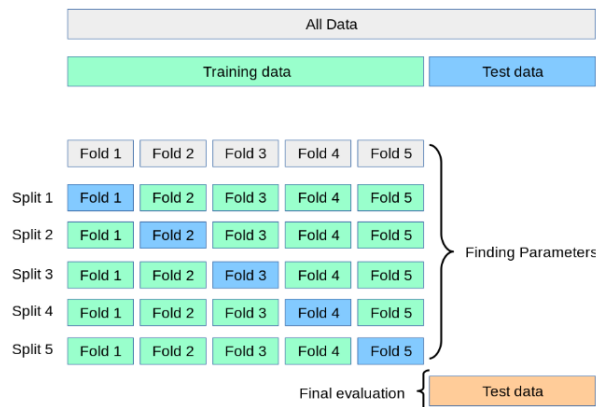 All Data
Training data Test data
Fold 1 Fold 2 Fold 3 Fold 4 Fold 5
Split 1 Fold 1 Fold 2 Fold 3 Fold 4 Fold 5
Split 2 Fold 1 Fold 2 Fold 3 Fold 4 Fold 5
Finding Parameters
Split 3 Fold 1 Fold 2 Fold 3 Fold 4 Fold 5
Split 4 Fold 1 Fold 2 Fold 3 Fold 4 Fold 5
Split 5 Fold 1 Fold 2 Fold 3 Fold 4 Fold 5
Final evaluation Test data